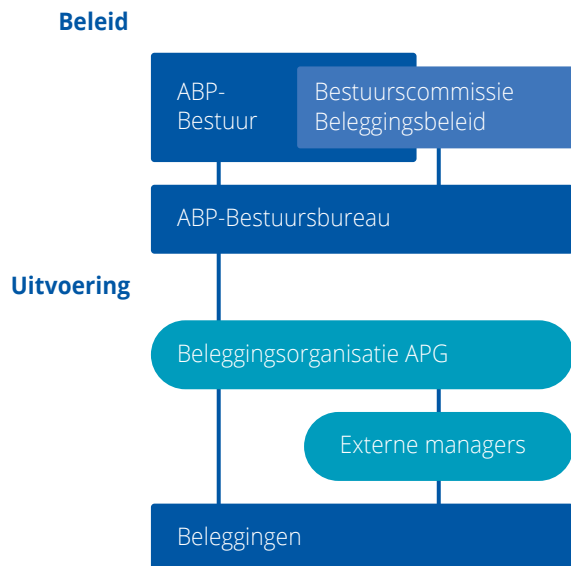 Beleid
ABP-
Bestuur
Bestuurscommissie
Beleggingsbeleid
ABP-Bestuursbureau
Uitvoering
Beleggingsorganisatie APG
Externe managers
Beleggingen